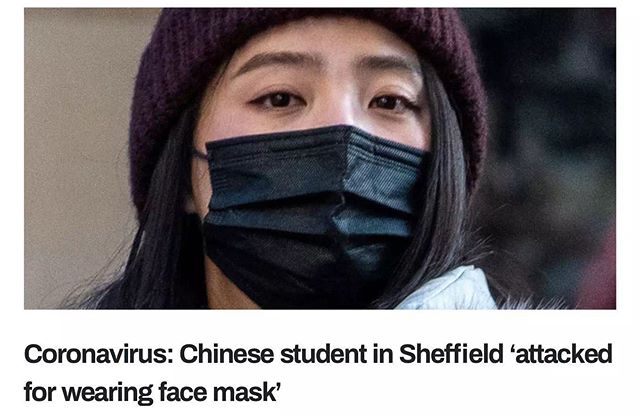 Coronavirus: Chinese student in Sheffield ‘attacked
for wearing face mask’